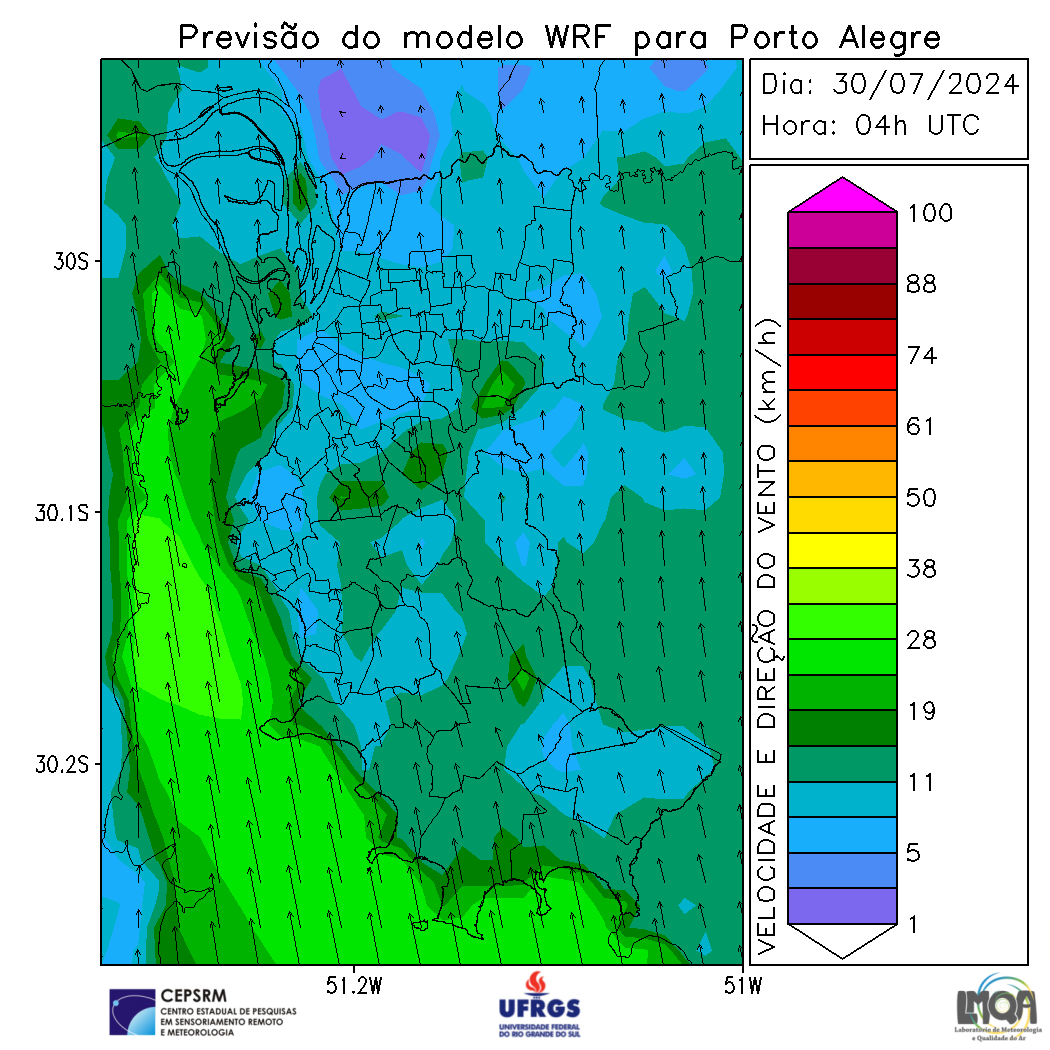 Previsão do modelo WRF para Porto Alegre
Dia: 30/07/2024
Hora: 04h UTC
30S
30.1S
30.2S
51.2W
51W
VELOCIDADE E DIREÇÃO DO VENTO (km/h)
100
88
74
61
50
38
28
19
11
5
1
CEPSRM
CENTRO ESTADUAL DE PESQUISAS
EM SENSORIAMENTO REMOTO
E METEOROLOGIA
UFRGS
UNIVERSIDADE FEDERAL
DO RIO GRANDE DO SUL
LMQA
Laboratório de Meteorologia
e Qualidade do Ar